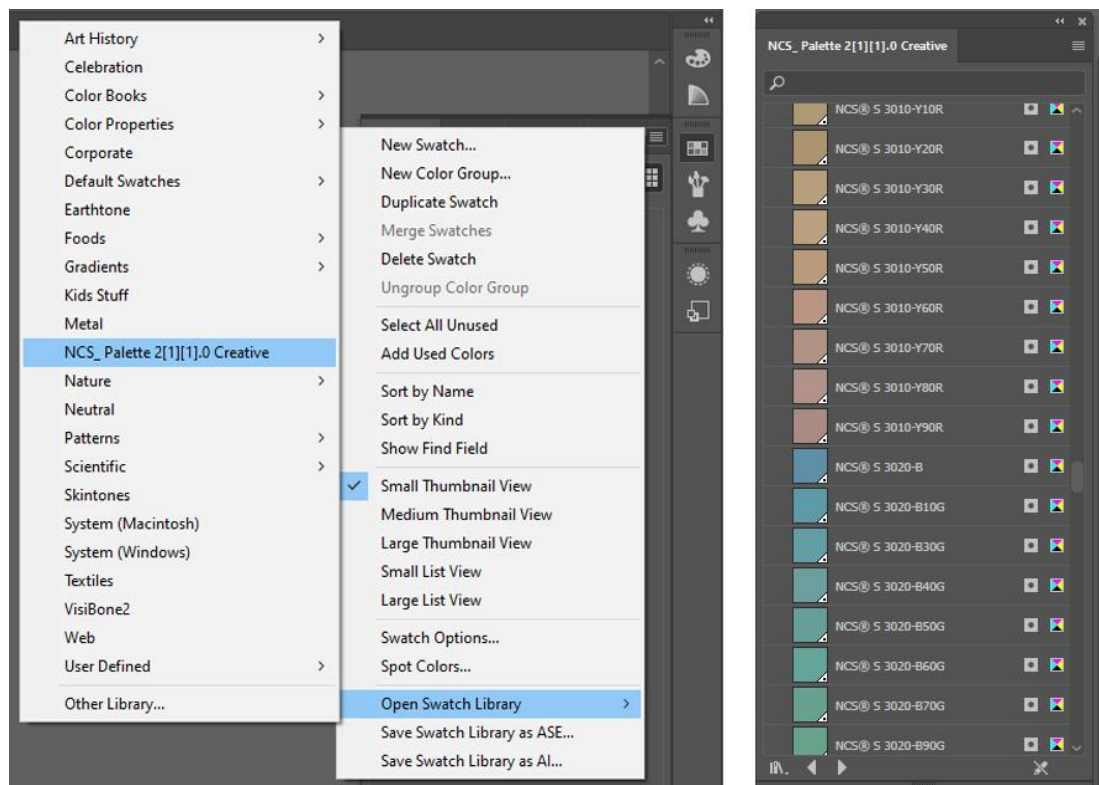 Art History
Celebration
Color Books
Color Properties
Corporate
Default Swatches
Earthtone
Foods
Gradients
Kids Stuff
Metal
NCS_ Palette 2[1][1].0 Creative
Nature
Neutral
Patterns
Scientific
Skintones
System (Macintosh)
System (Windows)
Textiles
VisiBone2
Web
User Defined
Other Library...
New Swatch...
New Color Group...
Duplicate Swatch
Merge Swatches
Delete Swatch
Ungroup Color Group
Select All Unused
Add Used Colors
Sort by Name
Sort by Kind
Show Find Field
Small Thumbnail View
Medium Thumbnail View
Large Thumbnail View
Small List View
Large List View
Swatch Options...
Spot Colors...
Open Swatch Library
Save Swatch Library as ASE...
Save Swatch Library as AI...
NCS_ Palette 2[1][1].0 Creative
NCS® S 3010-Y10R
NCS® S 3010-Y20R
NCS® S 3010-Y30R
NCS® S 3010-Y40R
NCS® S 3010-Y50R
NCS® S 3010-Y60R
NCS® S 3010-Y70R
NCS® S 3010-Y80R
NCS® S 3010-Y90R
NCS® S 3020-B
NCS® S 3020-B10G
NCS® S 3020-B30G
NCS® S 3020-B40G
NCS® S 3020-B50G
NCS® S 3020-B60G
NCS® S 3020-B70G
NCS® S 3020-B90G